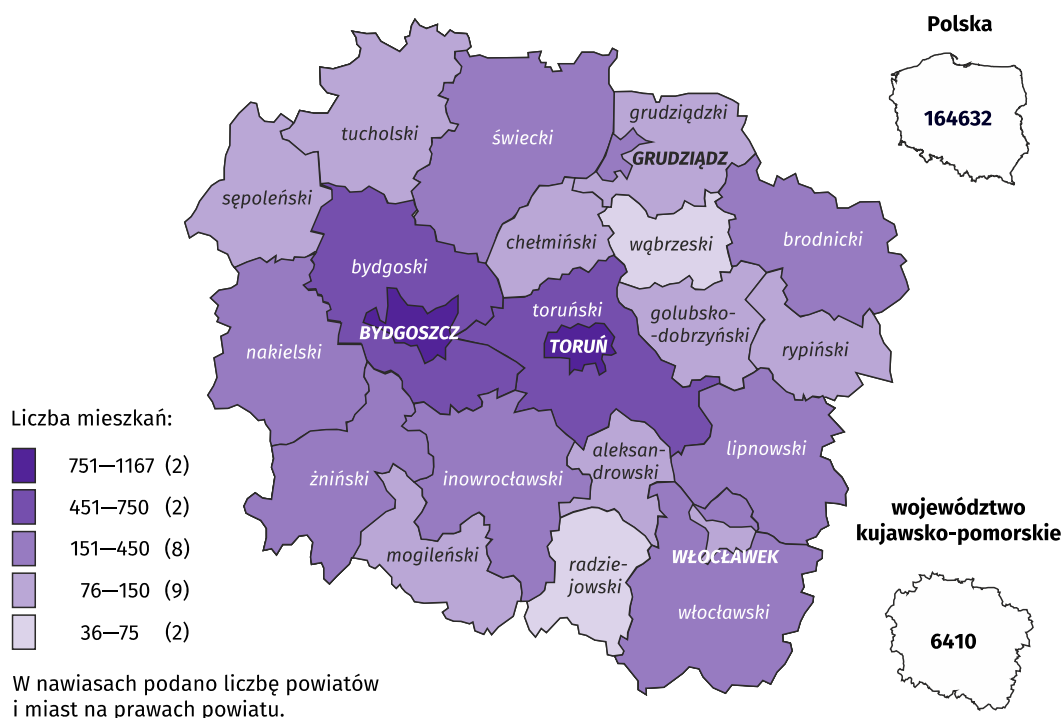 Polska
164632
tucholski
świecki
grudziądzki
GRUDZIĄDZ
sępoleński
chełmiński
wąbrzeski
brodnicki
bydgoski
BYDGOSZCZ
toruński
TORUŃ
golubsko-
-dobrzyński
rypiński
nakielski
Liczba mieszkań:
751—1167 (2)
451—750 (2)
151—450 (8)
76—150 (9)
36—75 (2)
żniński
inowrocławski
aleksan-
drowski
lipnowski
mogileński
radzie-
jowski
WŁOCŁAWEK
włocławski
województwo
kujawsko-pomorskie
6410
W nawiasach podano liczbę powiatów
i miast na prawach powiatu.